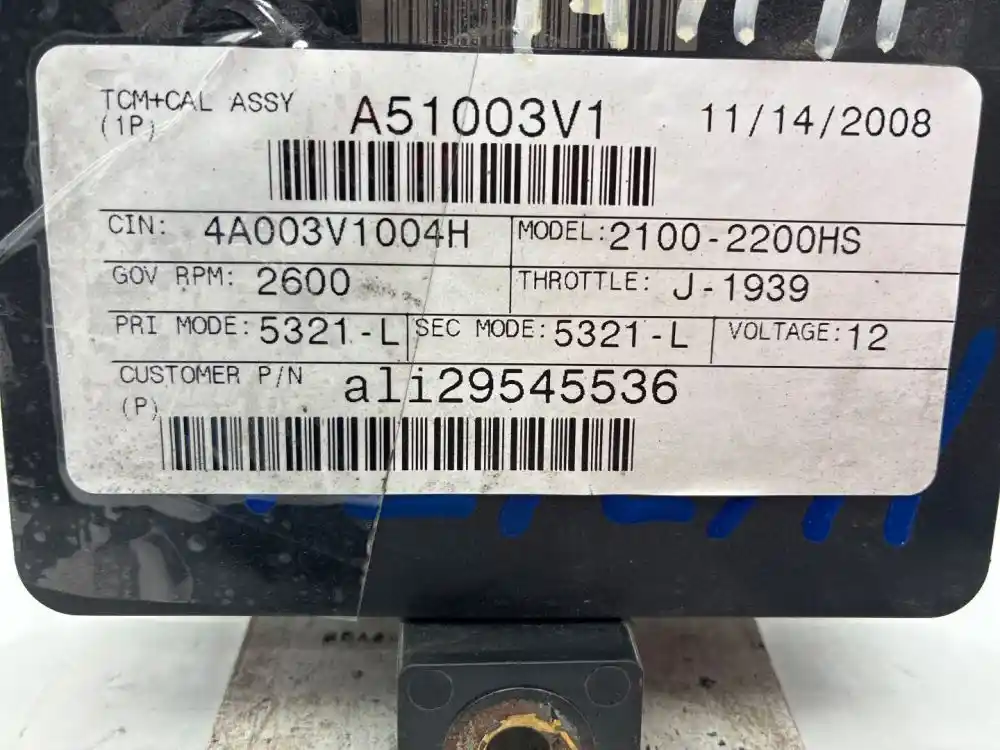 TCM+CAL ASSY (1P) A51003V1 11/14/2008
CIN: 4A003V1004H MODEL: 2100-2200HS
GOV RPM: 2600 THROTTLE: J-1939
PRI MODE: 5321-L SEC MODE: 5321-L VOLTAGE: 12
CUSTOMER P/N (P) ali29545536